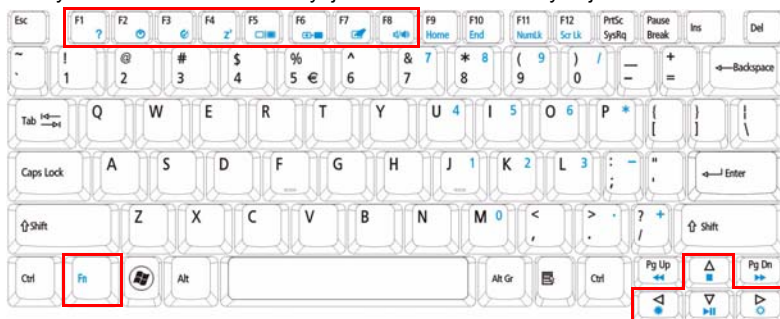 Esc F1 ? F2 F3 F4 zᶻ F5 F6 F7 F8 F9 Home F10 End F11 NumLk F12 Scr Lk PrtSc SysRq Pause Break Ins Del
~ ` ! 1 @ 2 # 3 $ 4 % 5 € ^ 6 & 7 7 * 8 8 ( 9 9 ) / 0 _ - + = Backspace
Tab Q W E R T Y U 4 I 5 O 6 P * { [ } ] | \
Caps Lock A S D F G H J 1 K 2 L 3 : - ; " ' Enter
Shift Z X C V B N M 0 < , > . . ? + / Shift
Ctrl Fn Alt Alt Gr Ctrl Pg Up Pg Dn